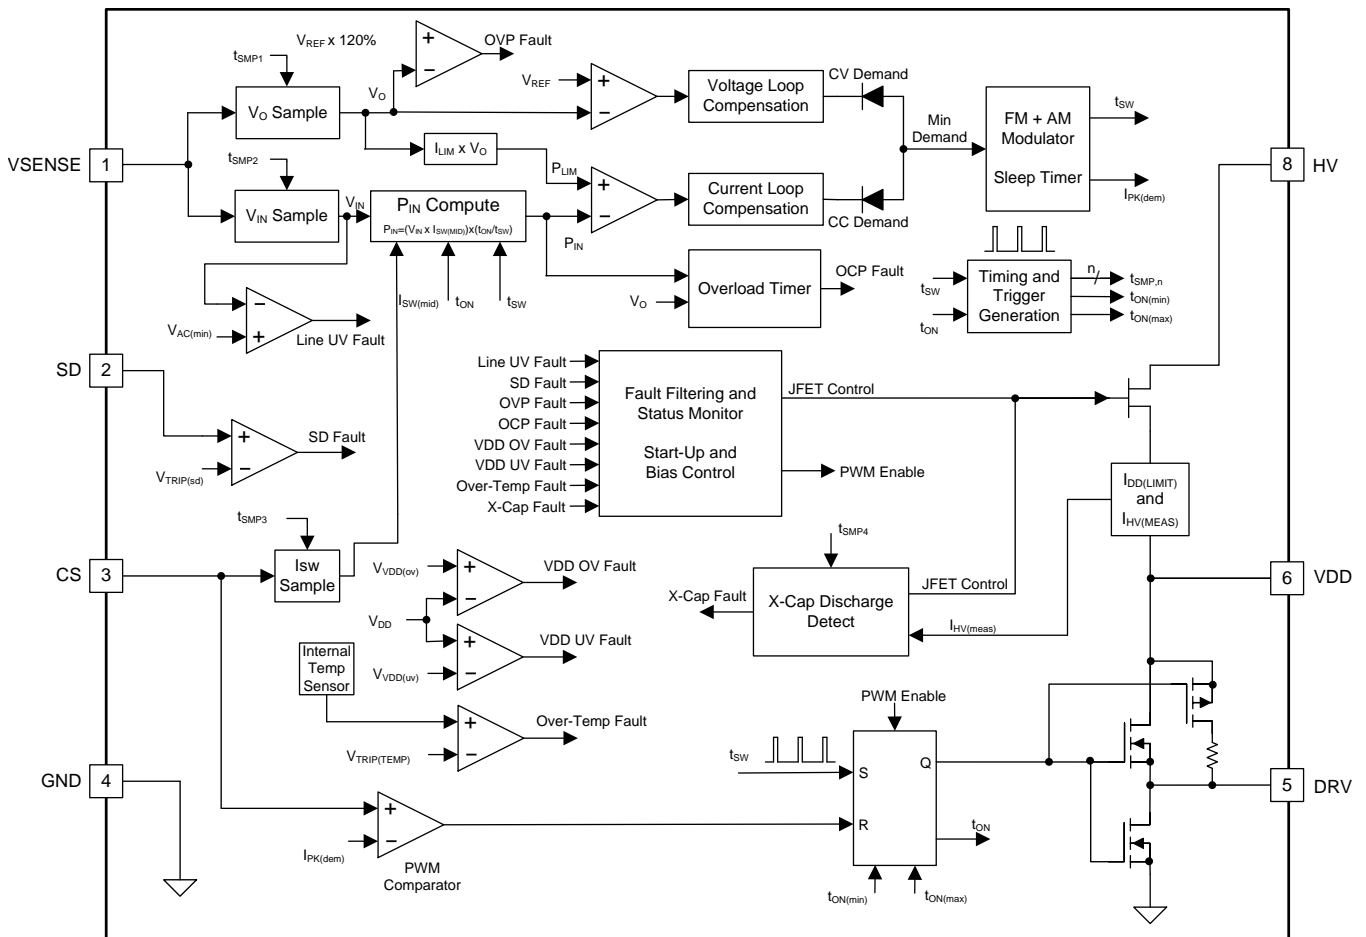 V_REF x 120%
t_SMP1
OVP Fault
V_O
V_O Sample
V_REF
Voltage Loop
Compensation
CV Demand
Min
Demand
FM + AM
Modulator
Sleep Timer
t_SW
I_PK(dem)
VSENSE
1
8
HV
t_SMP2
I_LIM x V_O
P_LIM
V_IN Sample
V_IN
P_IN Compute
P_IN=(V_IN x I_SW(MID))x(t_ON/t_SW)
P_IN
Current Loop
Compensation
CC Demand
I_SW(mid)
t_ON
t_SW
V_O
Overload Timer
OCP Fault
t_SW
t_ON
Timing and
Trigger
Generation
n
t_SMP,n
t_ON(min)
t_ON(max)
V_AC(min)
Line UV Fault
SD
2
SD Fault
V_TRIP(sd)
Line UV Fault
SD Fault
OVP Fault
OCP Fault
VDD OV Fault
VDD UV Fault
Over-Temp Fault
X-Cap Fault
Fault Filtering and
Status Monitor
Start-Up and
Bias Control
JFET Control
PWM Enable
I_DD(LIMIT)
and
I_HV(MEAS)
t_SMP3
CS
3
Isw
Sample
V_VDD(ov)
VDD OV Fault
V_DD
VDD UV Fault
V_VDD(uv)
t_SMP4
X-Cap Fault
X-Cap Discharge
Detect
JFET Control
I_HV(meas)
6
VDD
Internal
Temp
Sensor
Over-Temp Fault
V_TRIP(TEMP)
PWM Enable
t_SW
S
Q
R
t_ON
t_ON(min)
t_ON(max)
GND
4
5
DRV
I_PK(dem)
PWM
Comparator